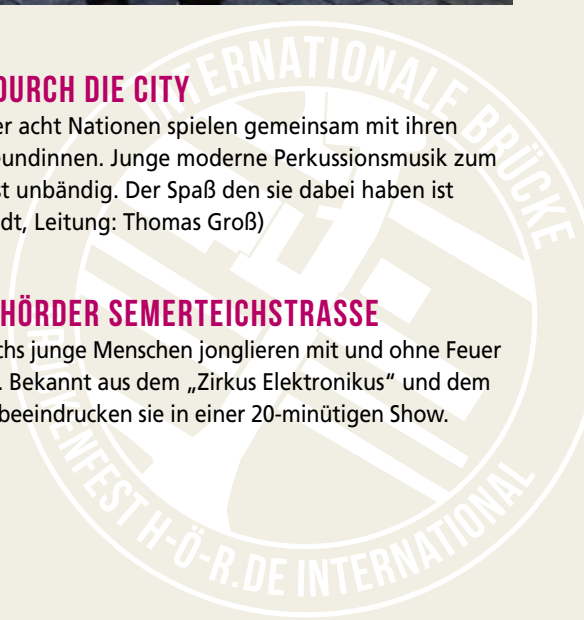 DURCH DIE CITY
er acht Nationen spielen gemeinsam mit ihren
undinnen. Junge moderne Perkussionsmusik zum
st unbändig. Der Spaß den sie dabei haben ist
dt, Leitung: Thomas Groß)
HÖRDER SEMERTEICHSTRASSE
chs junge Menschen jonglieren mit und ohne Feuer
. Bekannt aus dem „Zirkus Elektronikus“ und dem
beeindrucken sie in einer 20-minütigen Show.
INTERNATIONALE BRÜCKE
BRÜCKENFEST H-Ö-R.DE INTERNATIONAL